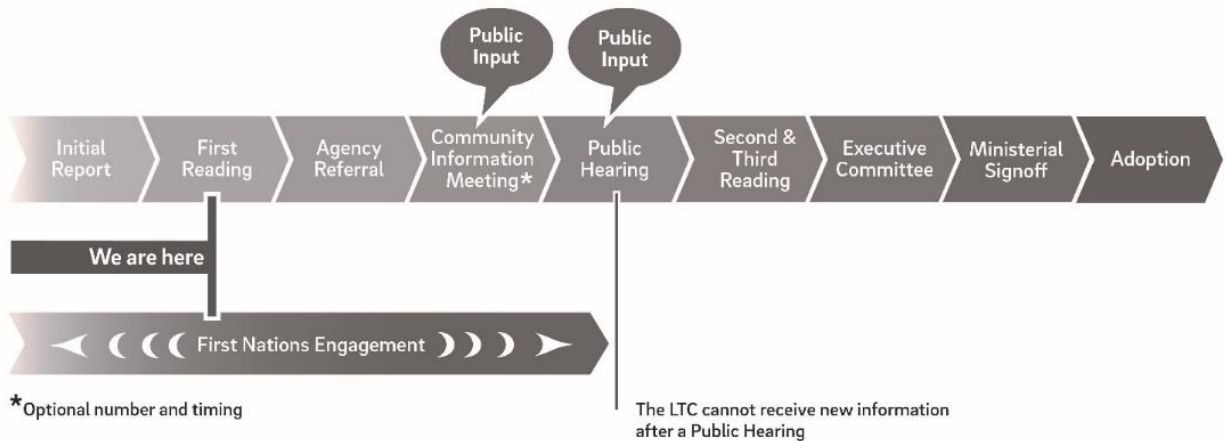 Public
Input
Public
Input
Initial
Report
First
Reading
Agency
Referral
Community
Information
Meeting*
Public
Hearing
Second &
Third
Reading
Executive
Committee
Ministerial
Signoff
Adoption
We are here
First Nations Engagement
*Optional number and timing
The LTC cannot receive new information
after a Public Hearing